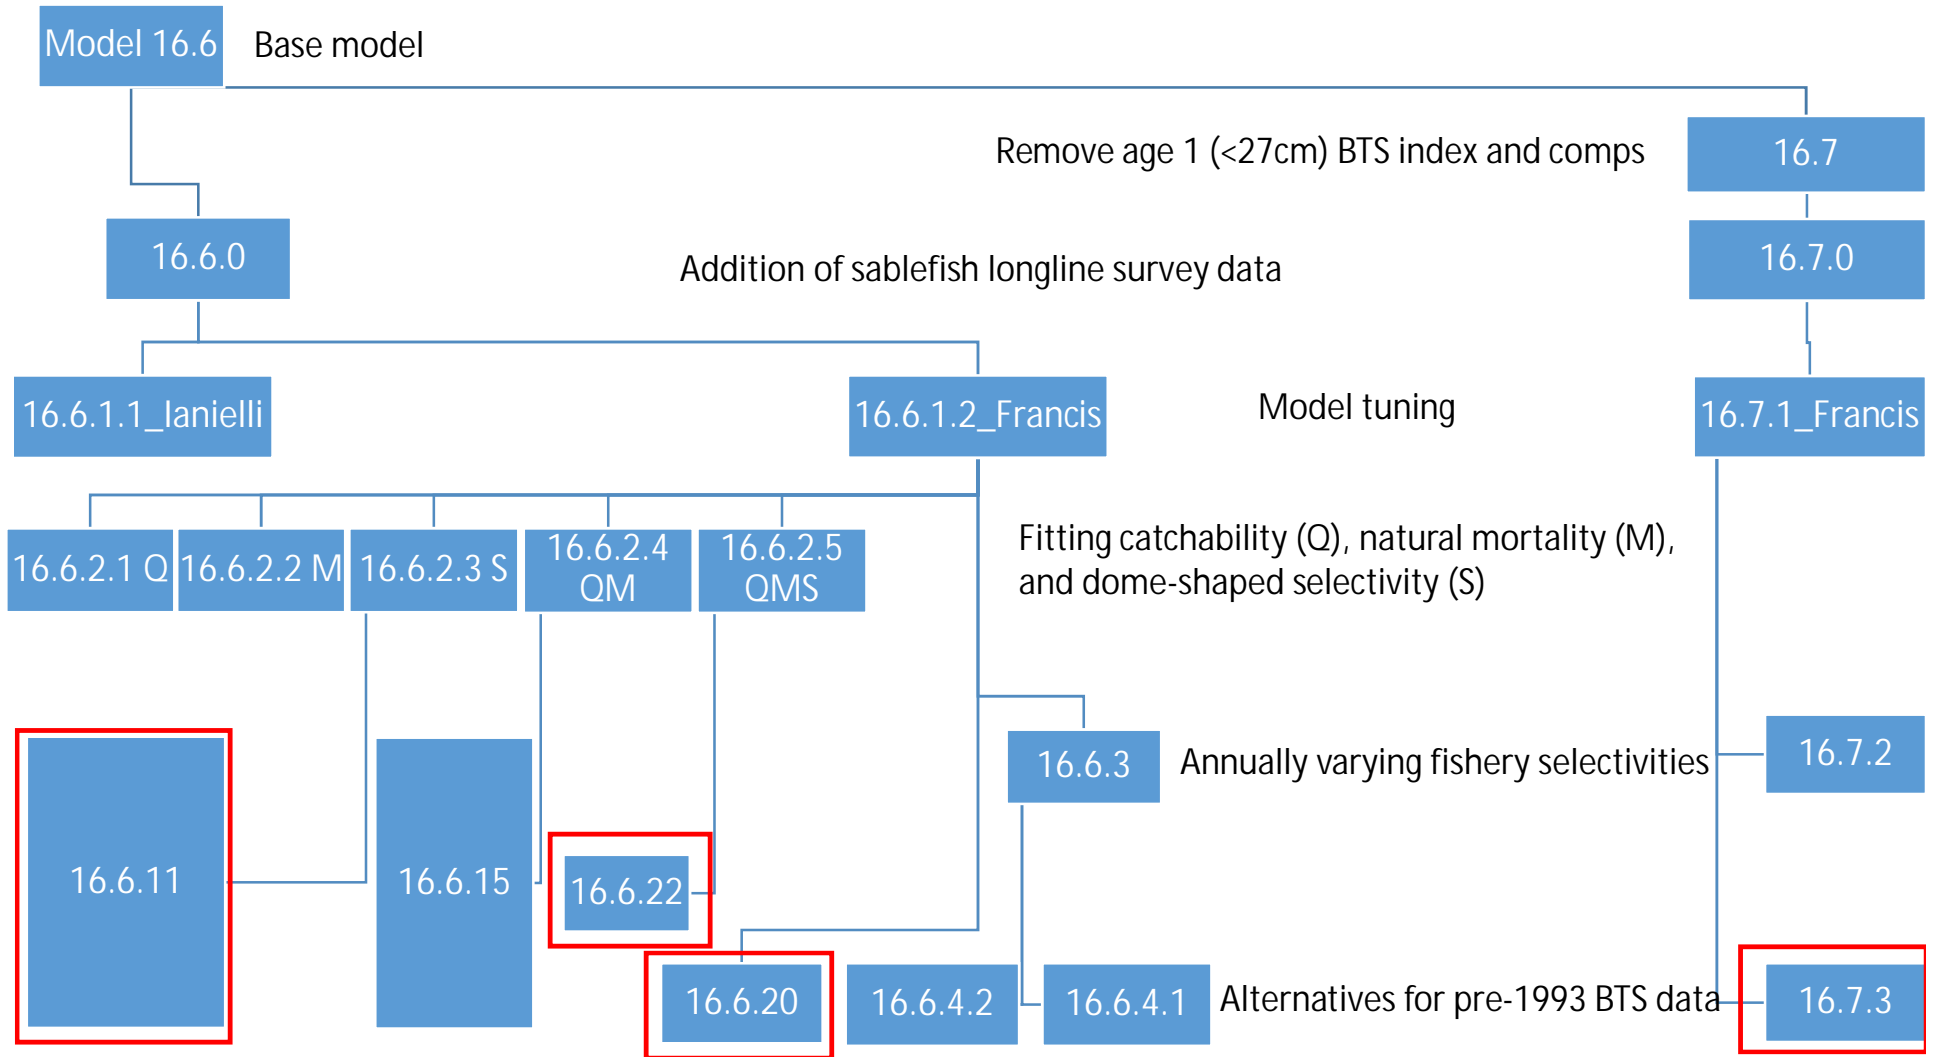 Model 16.6
Base model
Remove age 1 (<27cm) BTS index and comps
16.7
16.6.0
Addition of sablefish longline survey data
16.7.0
16.6.1.1_Ianielli
16.6.1.2_Francis
Model tuning
16.7.1_Francis
16.6.2.1 Q
16.6.2.2 M
16.6.2.3 S
16.6.2.4
QM
16.6.2.5
QMS
Fitting catchability (Q), natural mortality (M),
and dome-shaped selectivity (S)
16.6.3
Annually varying fishery selectivities
16.7.2
16.6.11
16.6.15
16.6.22
16.6.20
16.6.4.2
16.6.4.1
Alternatives for pre-1993 BTS data
16.7.3